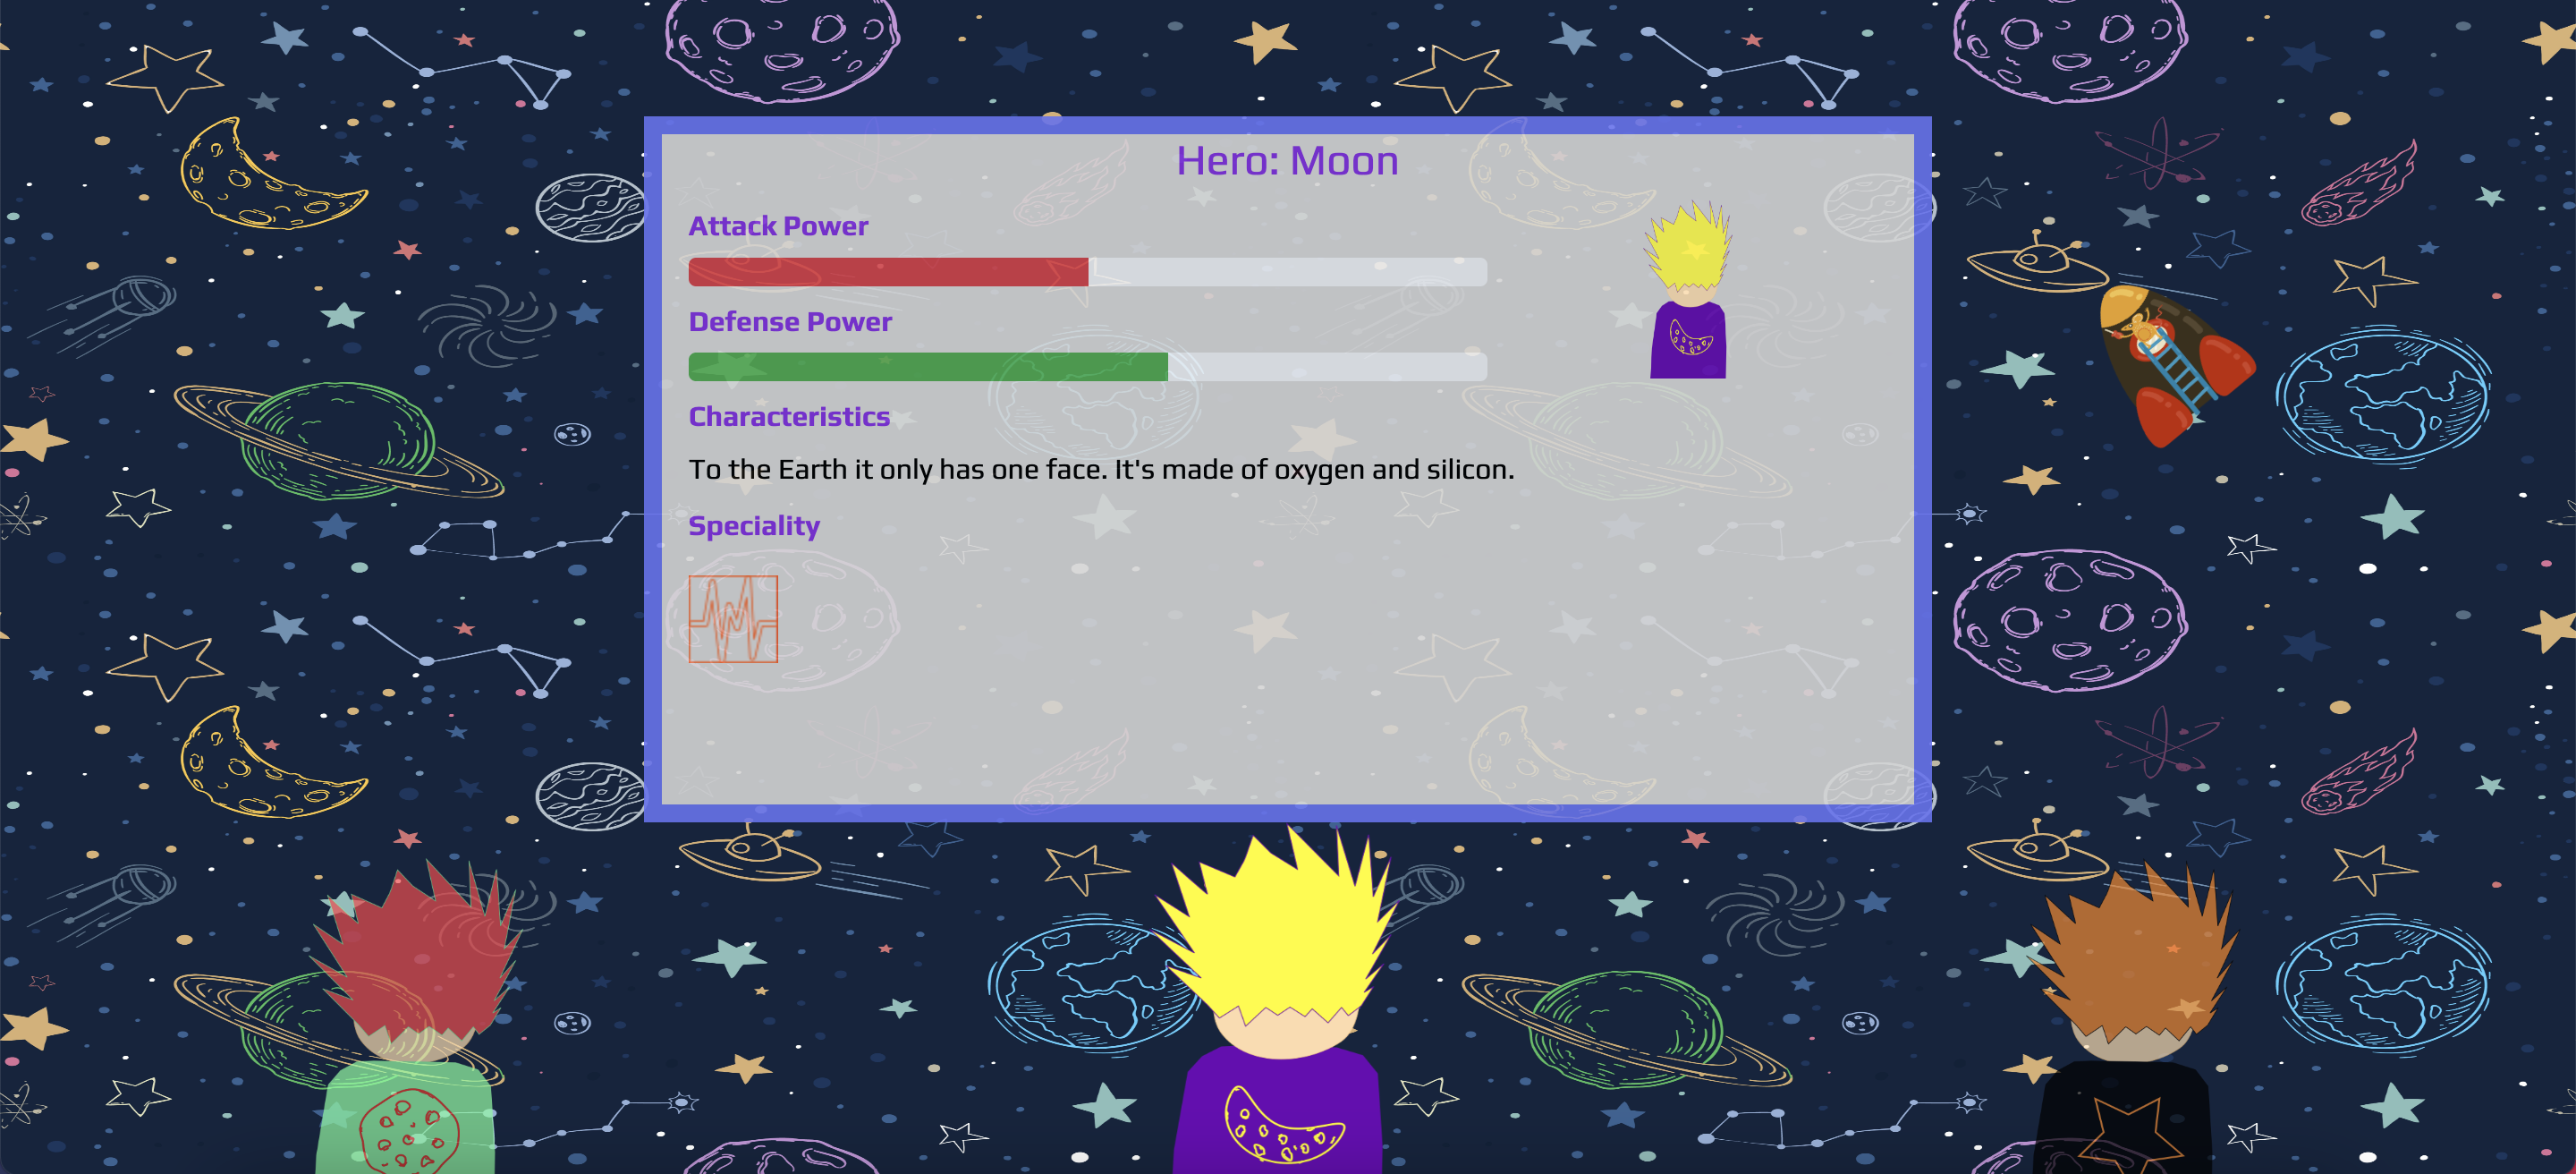 Hero: Moon
Attack Power
Defense Power
Characteristics
To the Earth it only has one face. It's made of oxygen and silicon.
Speciality